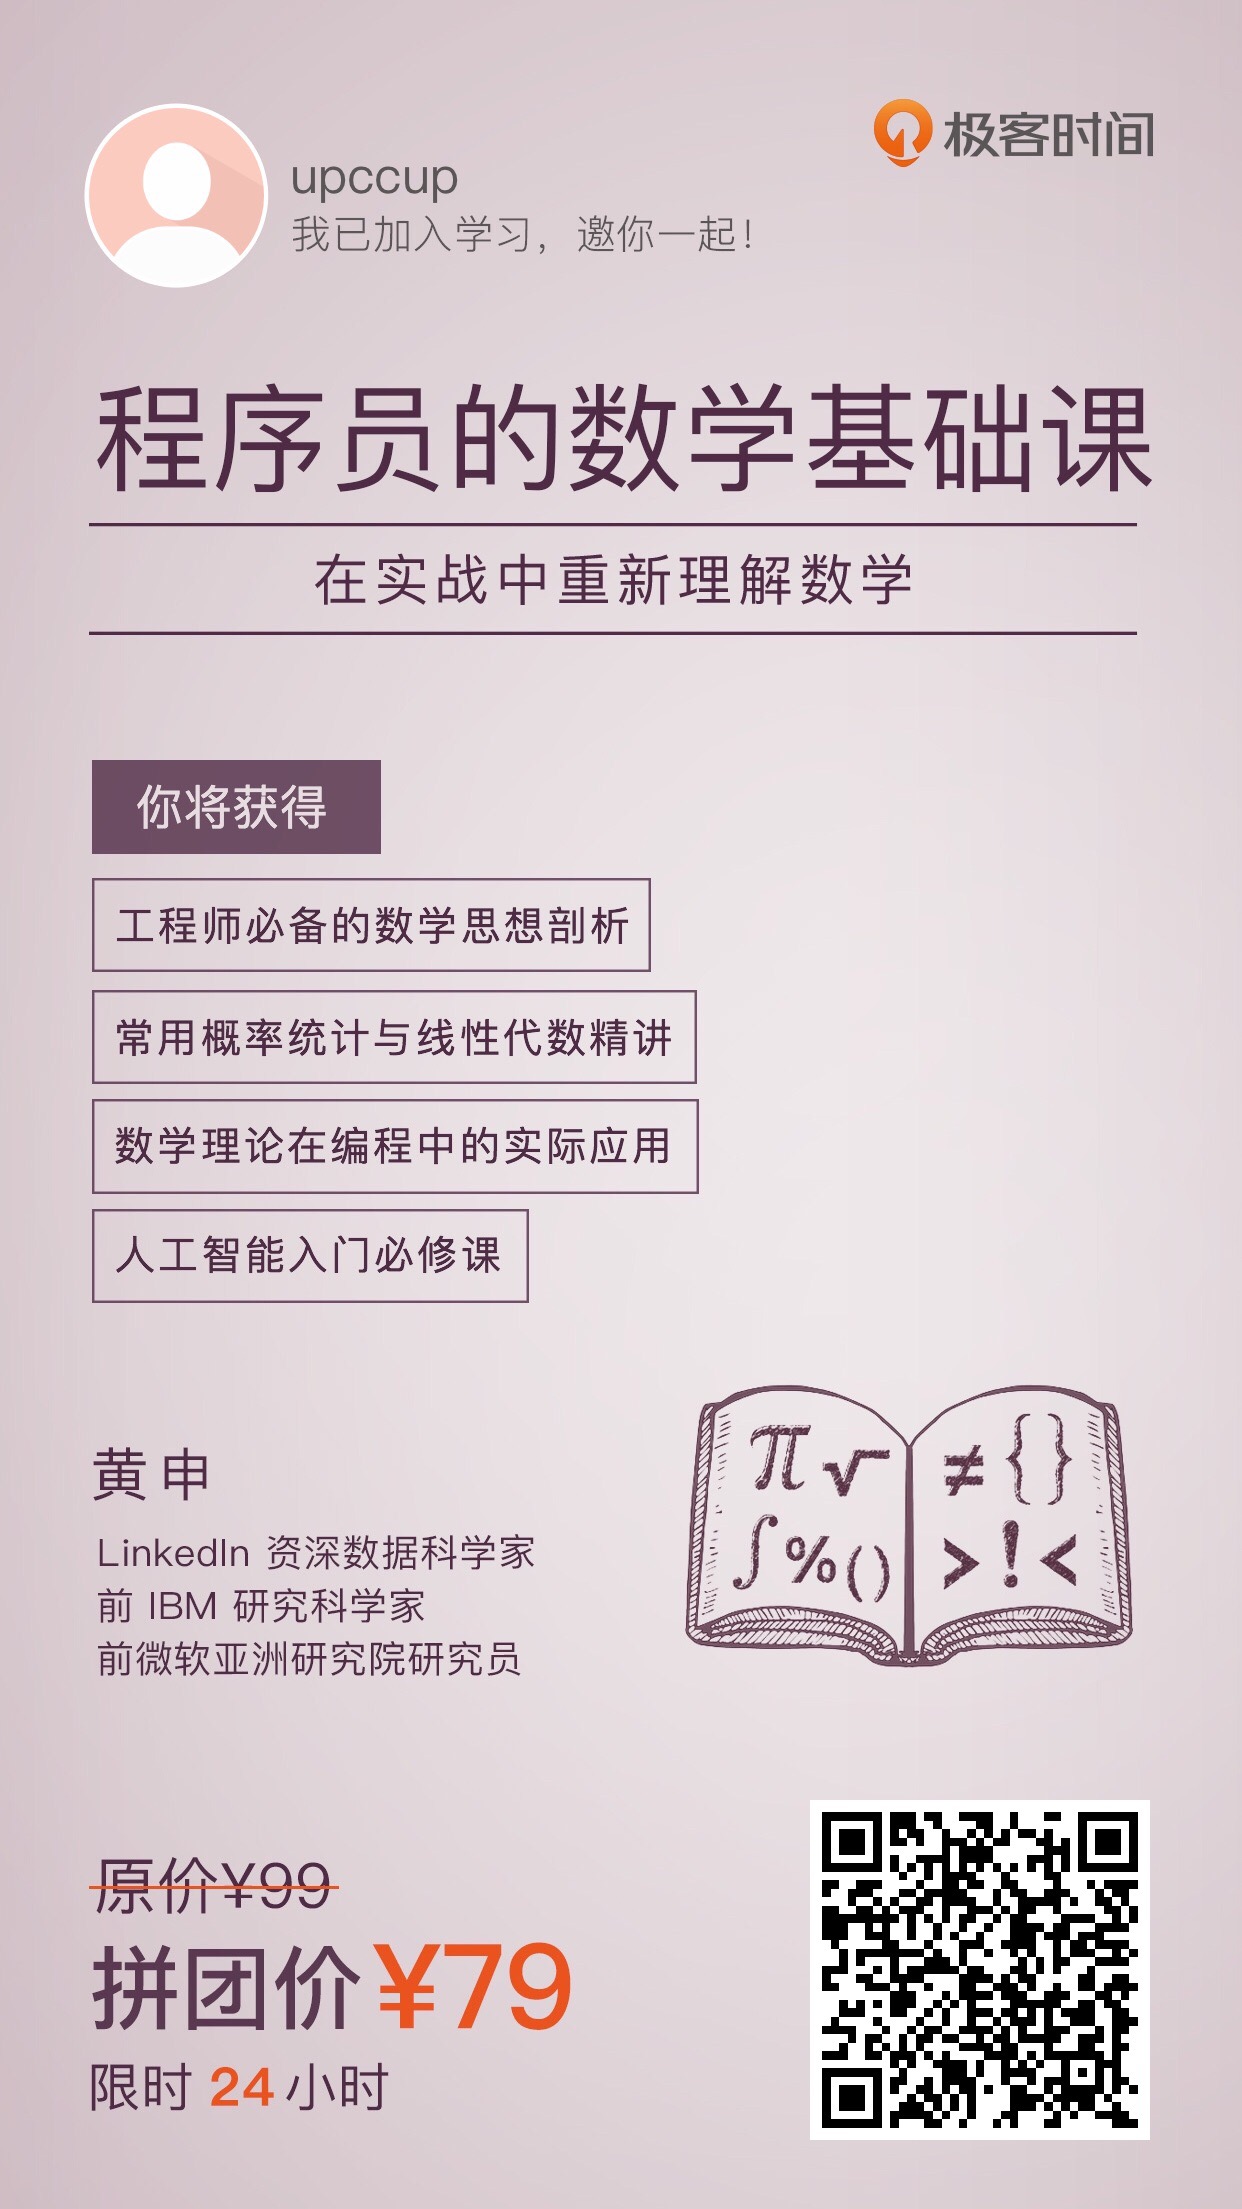 极客时间
upccup
我已加入学习，邀你一起！
程序员的数学基础课
在实战中重新理解数学
你将获得
工程师必备的数学思想剖析
常用概率统计与线性代数精讲
数学理论在编程中的实际应用
人工智能入门必修课
π √ ≠ { }
∫ % ( ) > ! <
黄申
LinkedIn 资深数据科学家
前 IBM 研究科学家
前微软亚洲研究院研究员
原价¥99
拼团价¥79
限时 24 小时